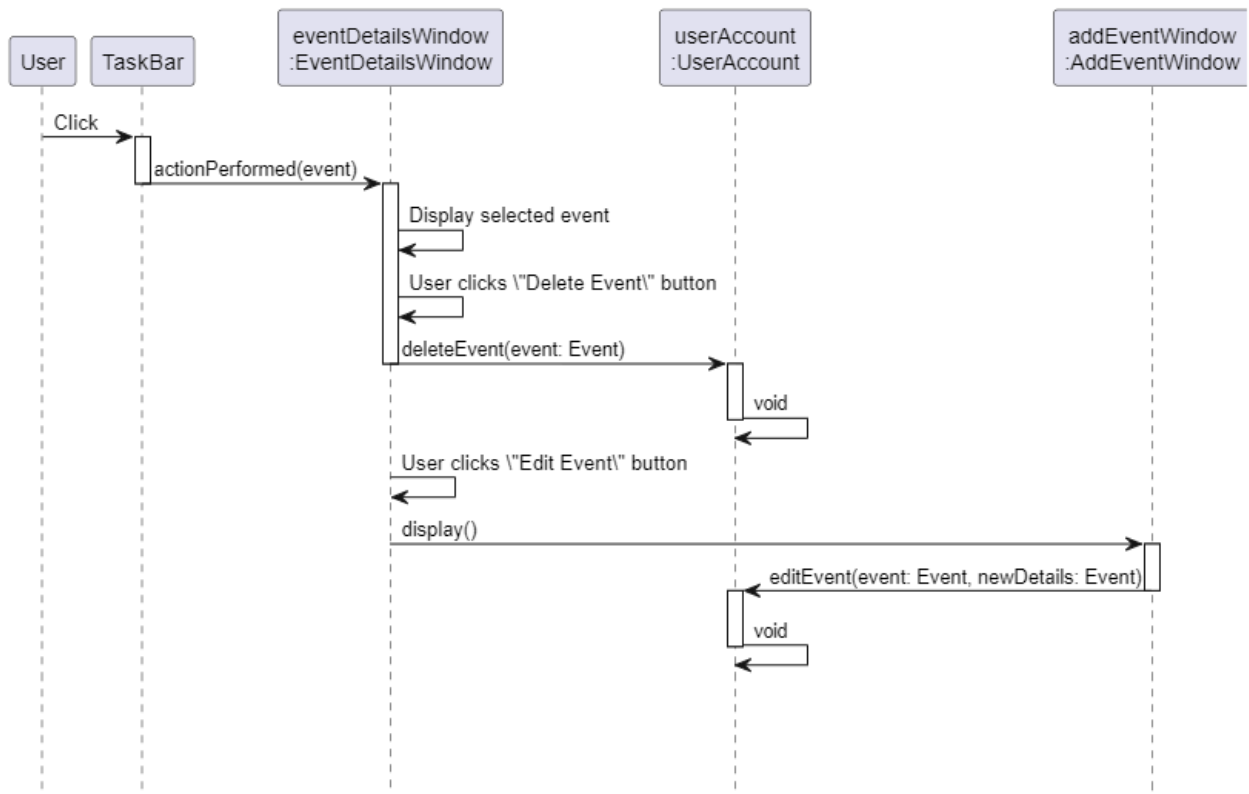 User
TaskBar
eventDetailsWindow
:EventDetailsWindow
userAccount
:UserAccount
addEventWindow
:AddEventWindow
Click
actionPerformed(event)
Display selected event
User clicks \"Delete Event\" button
deleteEvent(event: Event)
void
User clicks \"Edit Event\" button
display()
editEvent(event: Event, newDetails: Event)
void